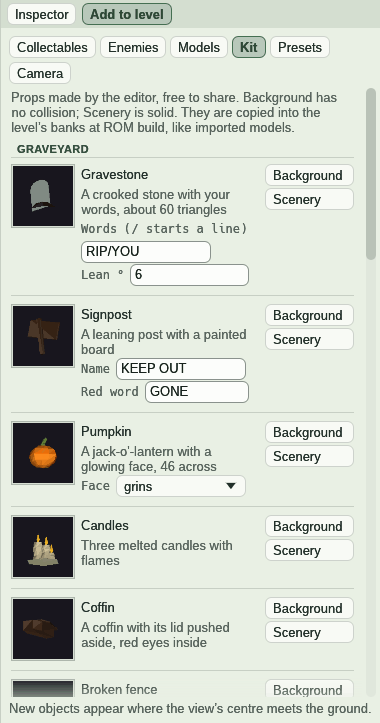 Inspector
Add to level
Collectables
Enemies
Models
Kit
Presets
Camera
Props made by the editor, free to share. Background has
no collision; Scenery is solid. They are copied into the
level's banks at ROM build, like imported models.
GRAVEYARD
Gravestone
A crooked stone with your
words, about 60 triangles
Words (/ starts a line)
RIP/YOU
Lean ° 6
Background
Scenery
Signpost
A leaning post with a painted
board
Name KEEP OUT
Red word GONE
Background
Scenery
Pumpkin
A jack-o'-lantern with a
glowing face, 46 across
Face grins
Background
Scenery
Candles
Three melted candles with
flames
Background
Scenery
Coffin
A coffin with its lid pushed
aside, red eyes inside
Background
Scenery
Broken fence
Background
New objects appear where the view's centre meets the ground.